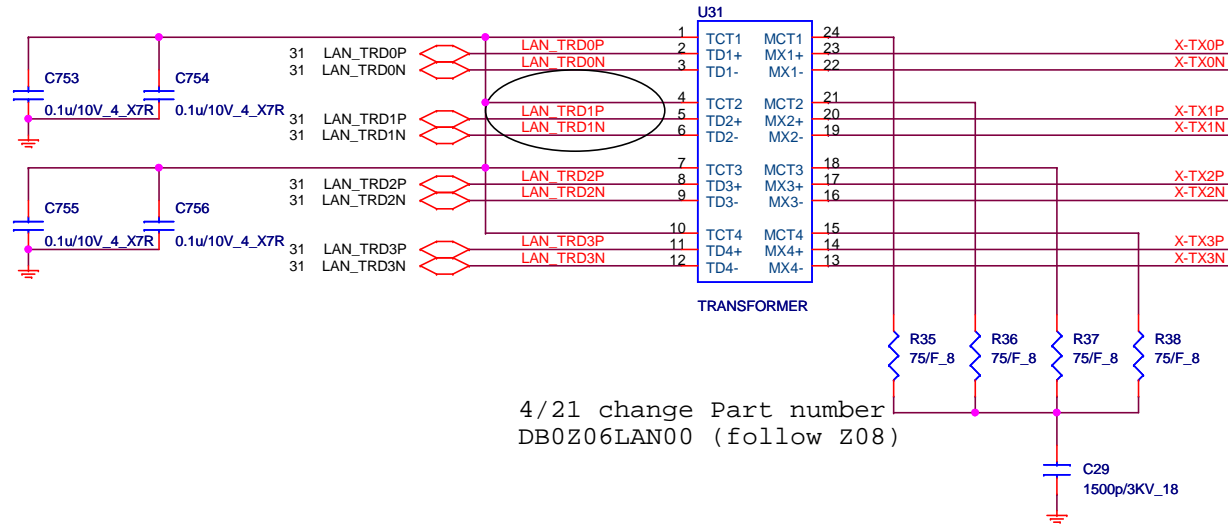 U31
1 TCT1 MCT1 24
31 LAN_TRD0P LAN_TRD0P 2 TD1+ MX1+ 23 X-TX0P
31 LAN_TRD0N LAN_TRD0N 3 TD1- MX1- 22 X-TX0N
C753 C754
0.1u/10V_4_X7R 0.1u/10V_4_X7R
4 TCT2 MCT2 21
31 LAN_TRD1P LAN_TRD1P 5 TD2+ MX2+ 20 X-TX1P
31 LAN_TRD1N LAN_TRD1N 6 TD2- MX2- 19 X-TX1N
7 TCT3 MCT3 18
31 LAN_TRD2P LAN_TRD2P 8 TD3+ MX3+ 17 X-TX2P
31 LAN_TRD2N LAN_TRD2N 9 TD3- MX3- 16 X-TX2N
C755 C756
0.1u/10V_4_X7R 0.1u/10V_4_X7R
10 TCT4 MCT4 15
31 LAN_TRD3P LAN_TRD3P 11 TD4+ MX4+ 14 X-TX3P
31 LAN_TRD3N LAN_TRD3N 12 TD4- MX4- 13 X-TX3N
TRANSFORMER
R35 R36 R37 R38
75/F_8 75/F_8 75/F_8 75/F_8
4/21 change Part number
DB0Z06LAN00 (follow Z08)
C29
1500p/3KV_18